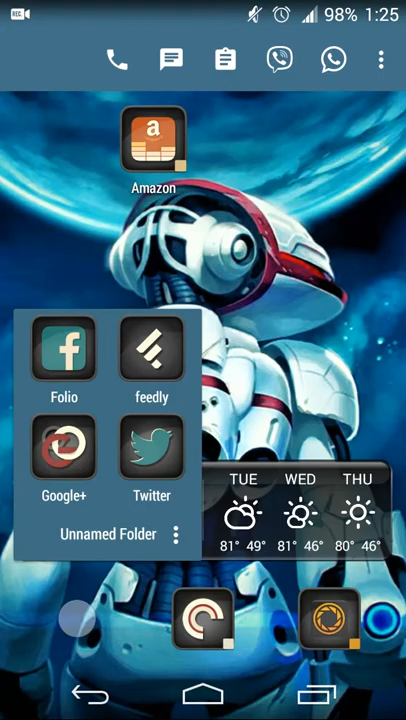 REC
98% 1:25
a
Amazon
f
Folio feedly
Google+ Twitter
Unnamed Folder
TUE WED THU
81° 49° 81° 46° 80° 46°